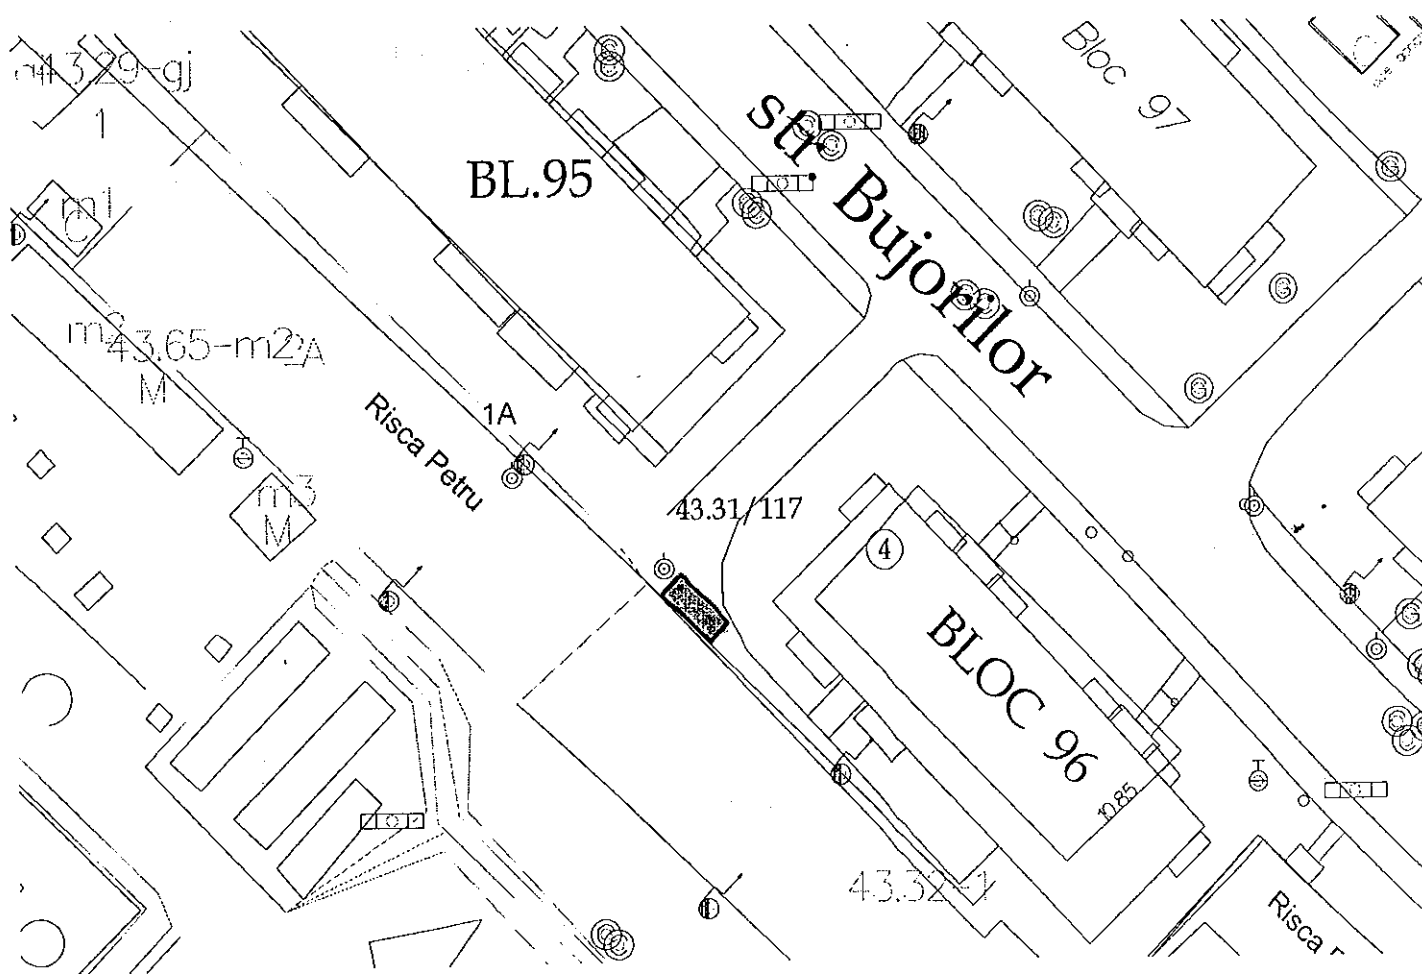 43.29-gj
1
Bloc 97
C
BL.95
str Bujorilor
m1
C
G
G
43.65-m2
A
M
G
Risca Petru
1A
m3
M
43.31/117
4
BLOC 96
10.85
G
43.32-1
Risca